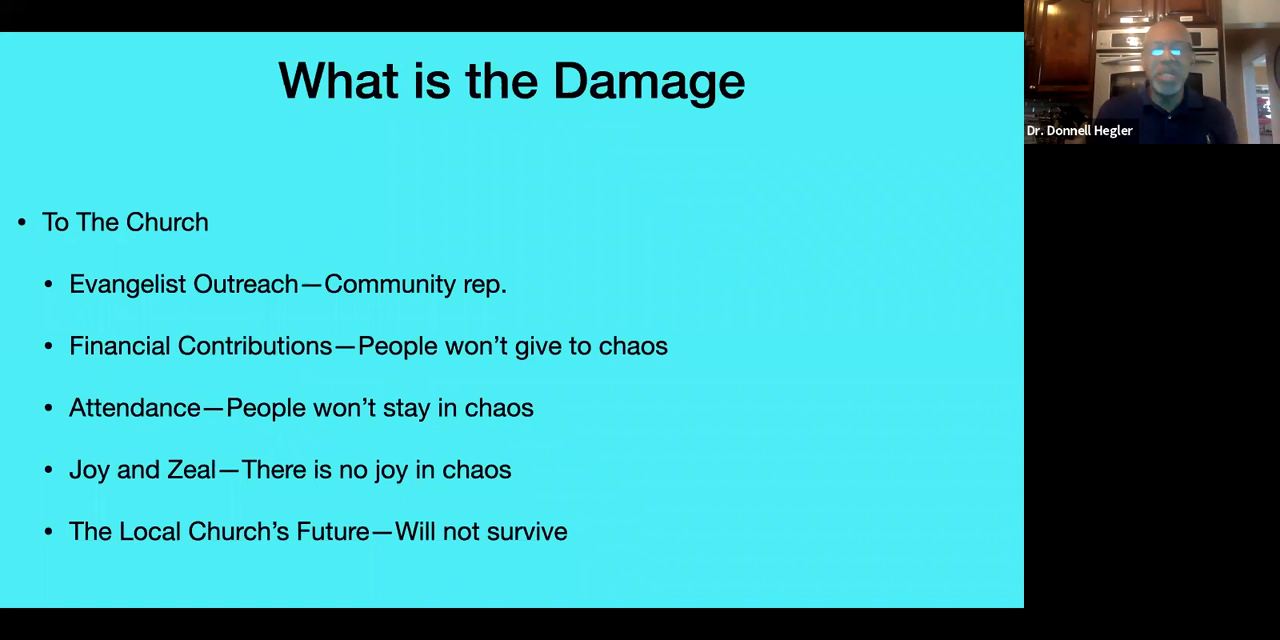 What is the Damage
• To The Church
• Evangelist Outreach—Community rep.
• Financial Contributions—People won’t give to chaos
• Attendance—People won’t stay in chaos
• Joy and Zeal—There is no joy in chaos
• The Local Church’s Future—Will not survive
Dr. Donnell Hegler